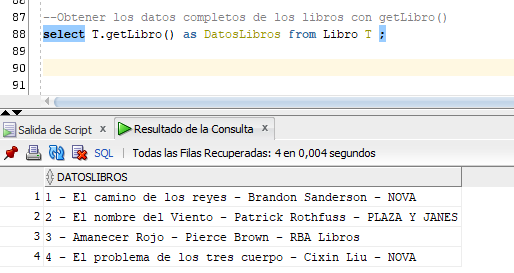 86
87 --Obtener los datos completos de los libros con getLibro()
88 select T.getLibro() as DatosLibros from Libro T ;
89
90
91
Salida de Script x Resultado de la Consulta x
SQL | Todas las Filas Recuperadas: 4 en 0,004 segundos
DATOSLIBROS
1 1 - El camino de los reyes - Brandon Sanderson - NOVA
2 2 - El nombre del Viento - Patrick Rothfuss - PLAZA Y JANES
3 3 - Amanecer Rojo - Pierce Brown - RBA Libros
4 4 - El problema de los tres cuerpo - Cixin Liu - NOVA